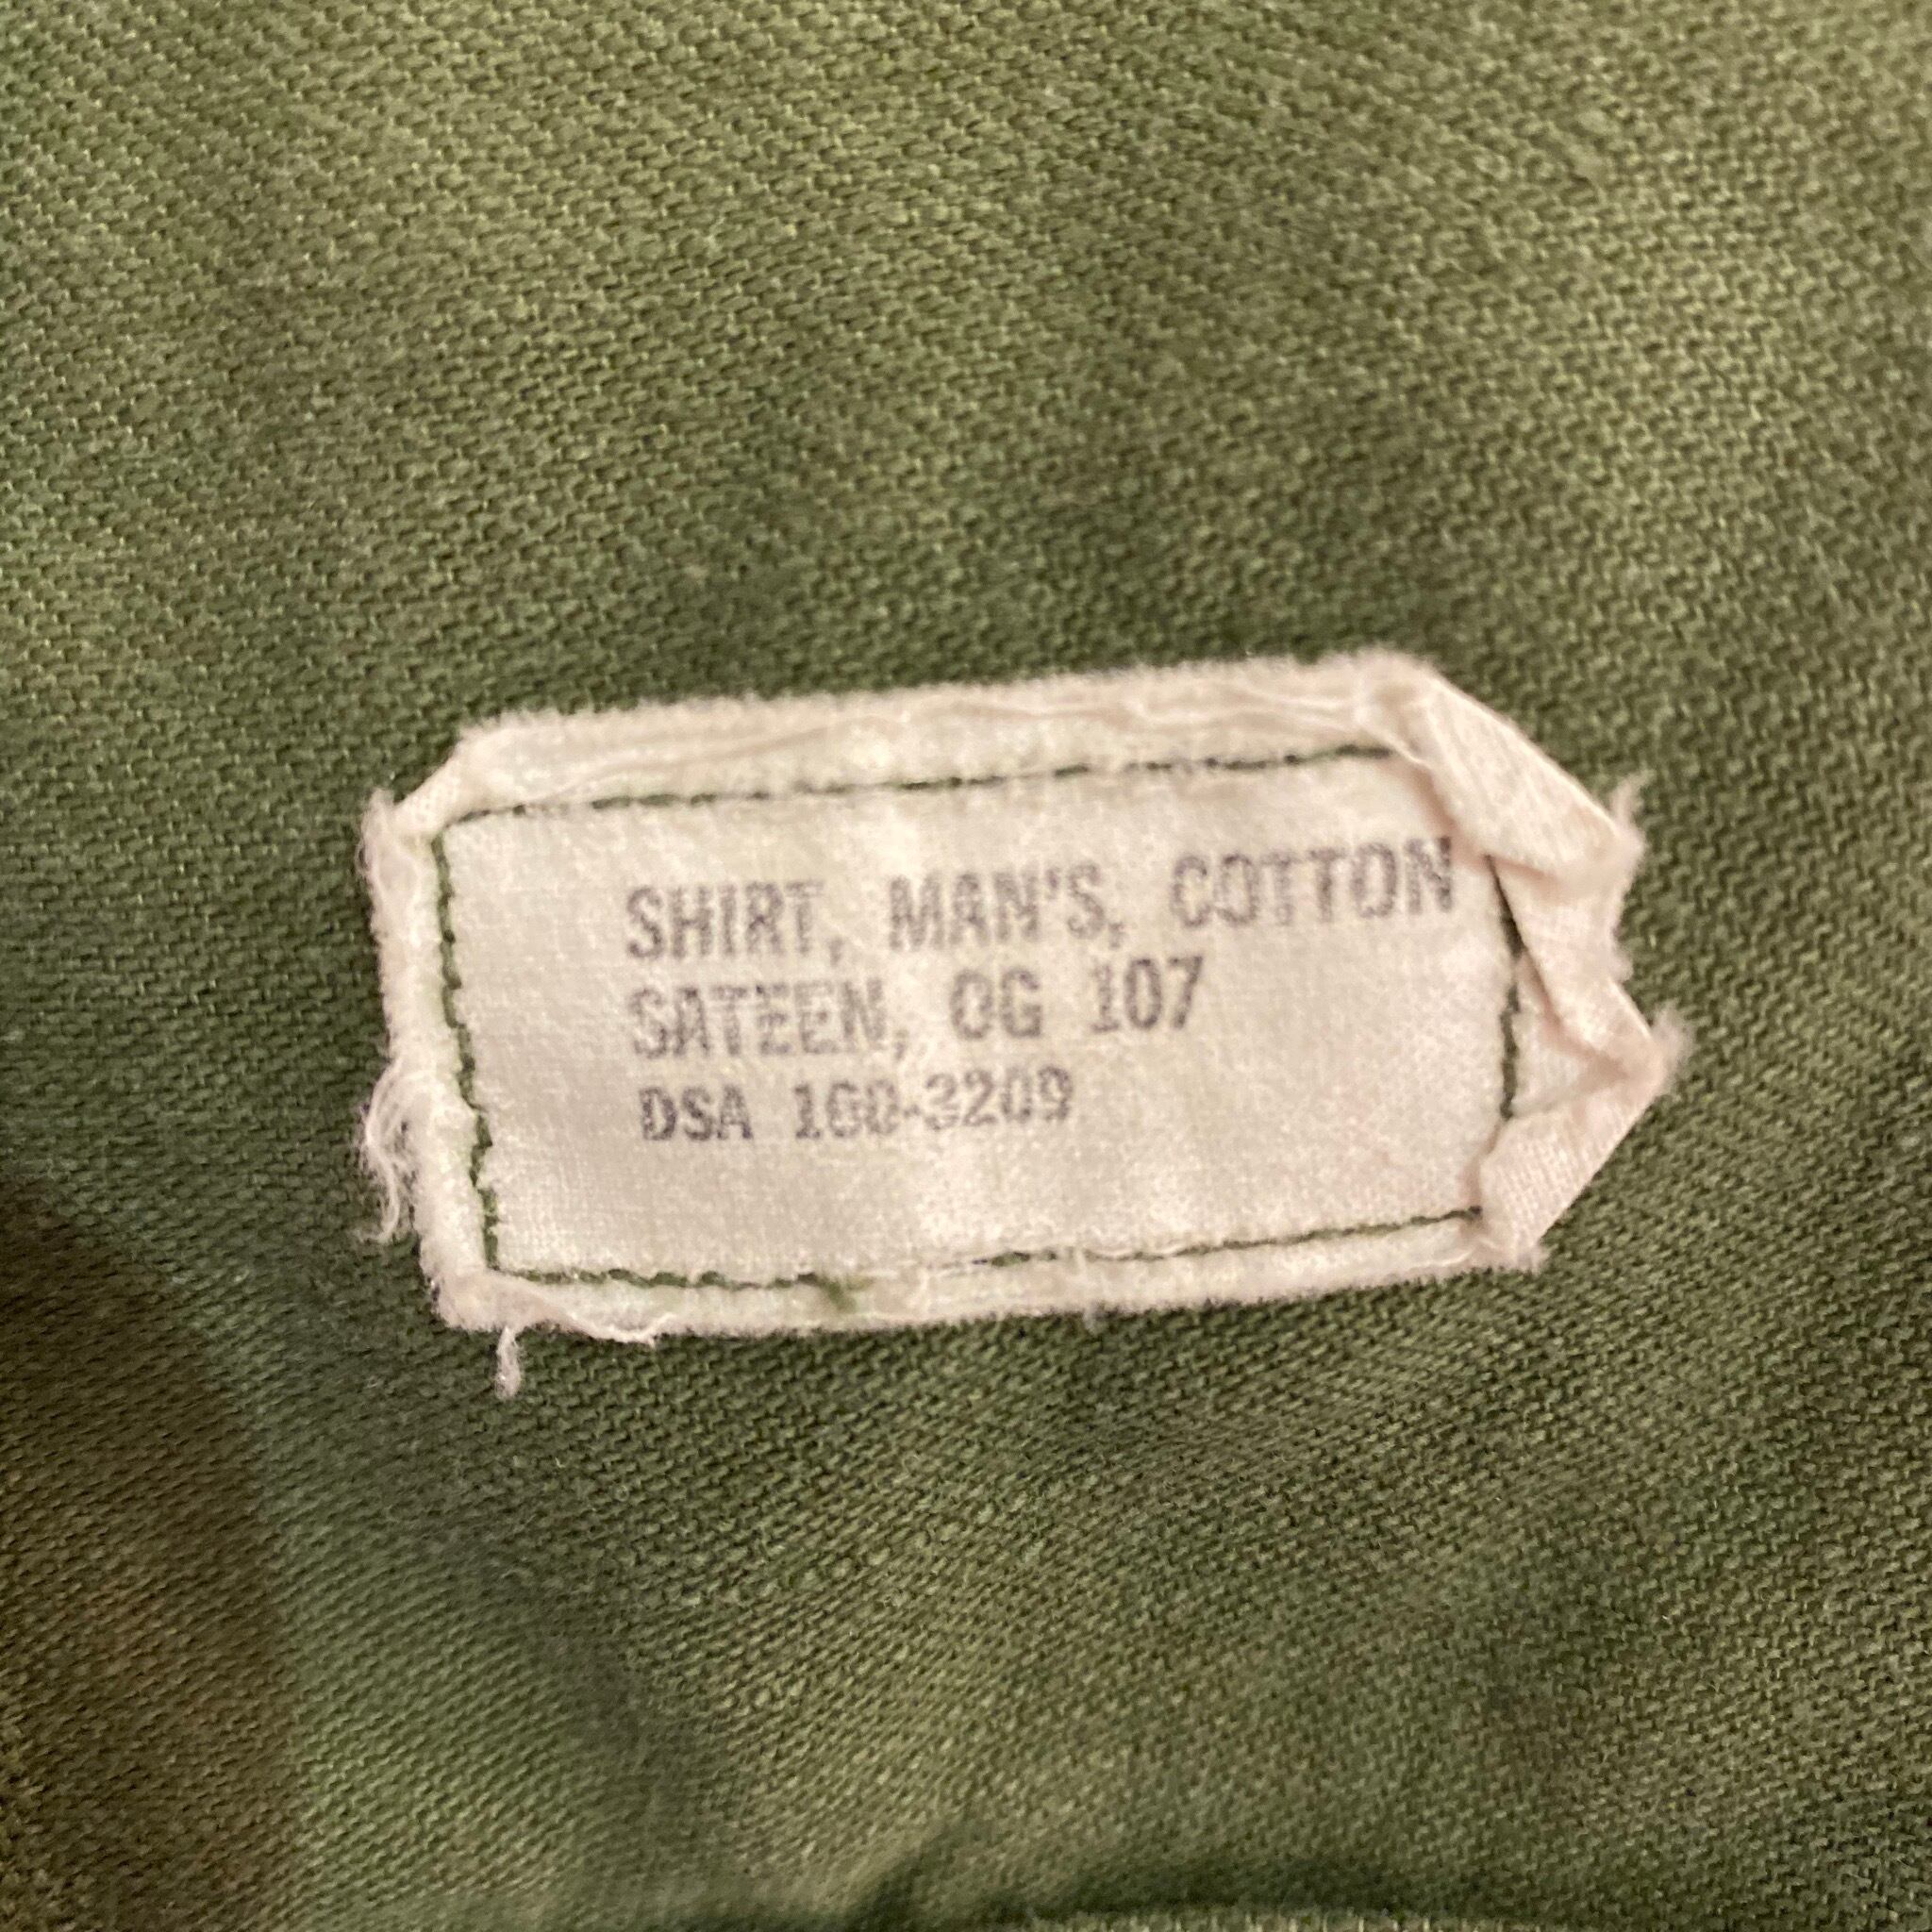 SHIRT, MAN'S, COTTON
SATEEN, OG 107
DSA 100-3209